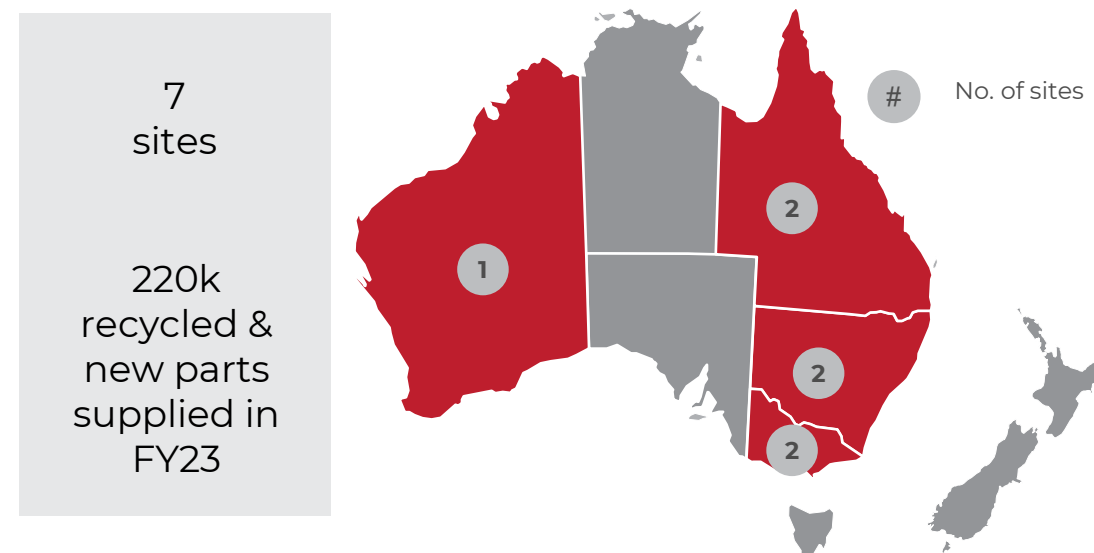 7
sites
220k
recycled &
new parts
supplied in
FY23
# No. of sites
2
1
2
2